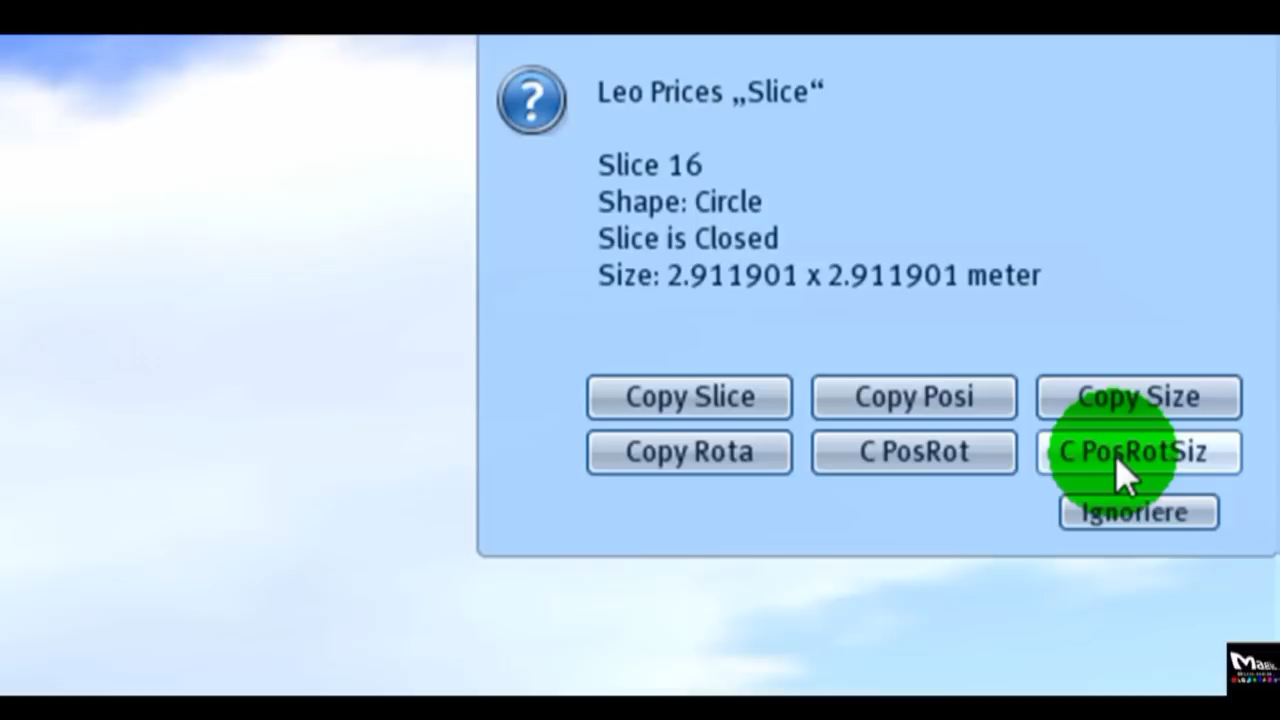 Leo Prices „Slice“
Slice 16
Shape: Circle
Slice is Closed
Size: 2.911901 x 2.911901 meter
Copy Slice
Copy Posi
Copy Size
Copy Rota
C PosRot
C PosRotSiz
Ignoriere